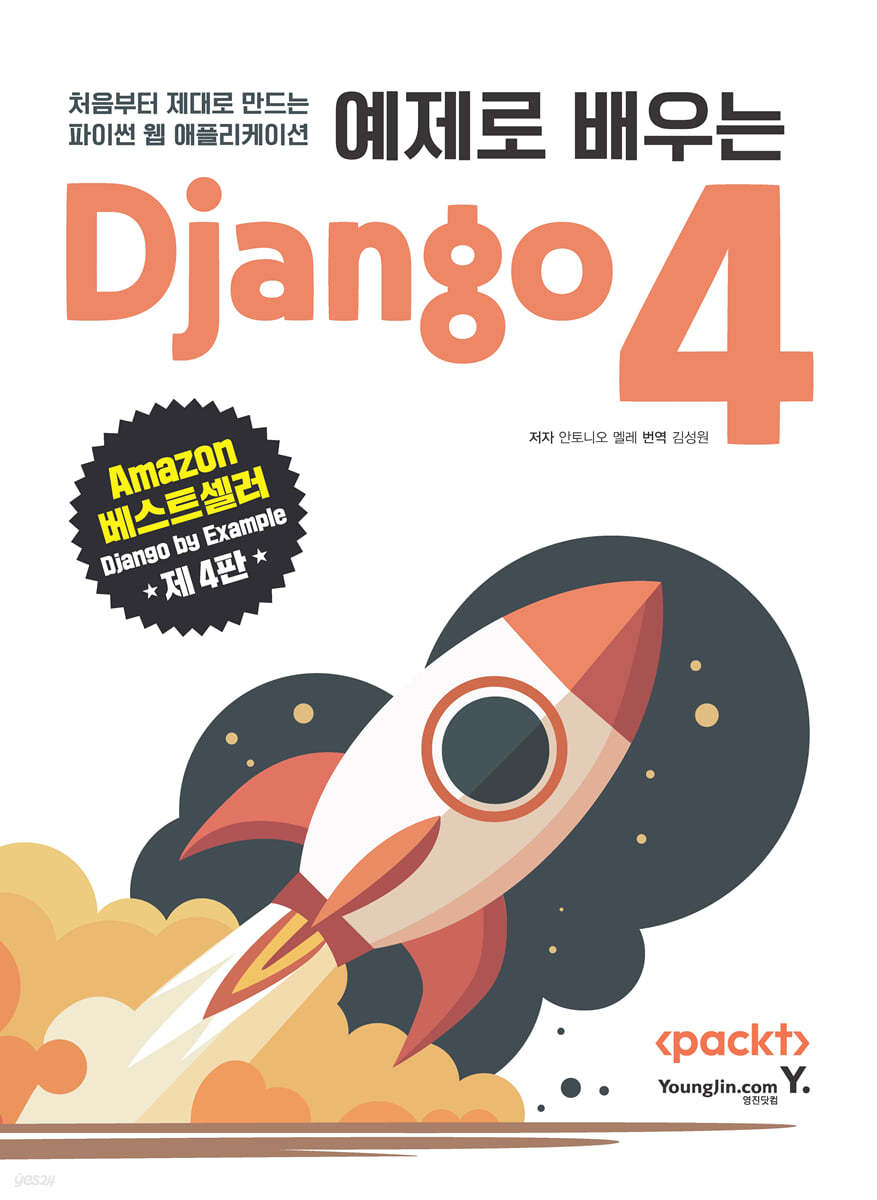 처음부터 제대로 만드는
파이썬 웹 애플리케이션
예제로 배우는
Django 4
저자 안토니오 멜레 번역 김성원
Amazon
베스트셀러
Django by Example
★ 제 4판 ★
<packt>
YoungJin.com Y.
영진닷컴
yes24